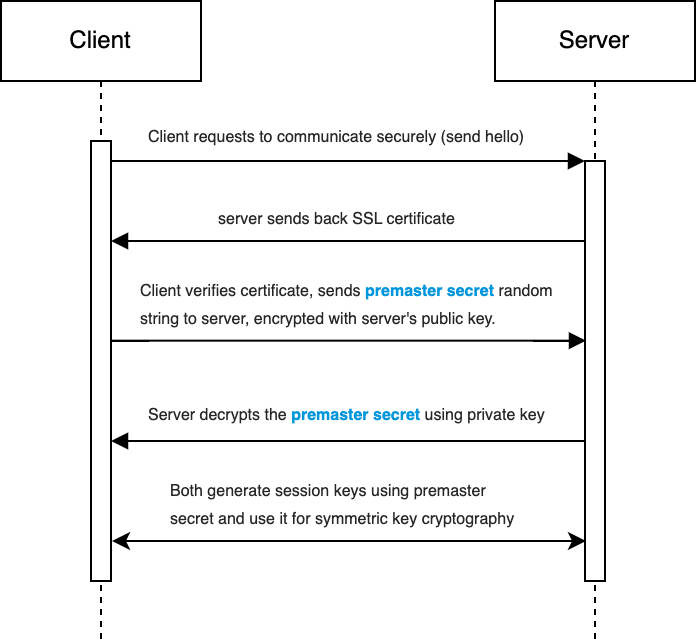 Client
Server
Client requests to communicate securely (send hello)
server sends back SSL certificate
Client verifies certificate, sends premaster secret random
string to server, encrypted with server's public key.
Server decrypts the premaster secret using private key
Both generate session keys using premaster
secret and use it for symmetric key cryptography